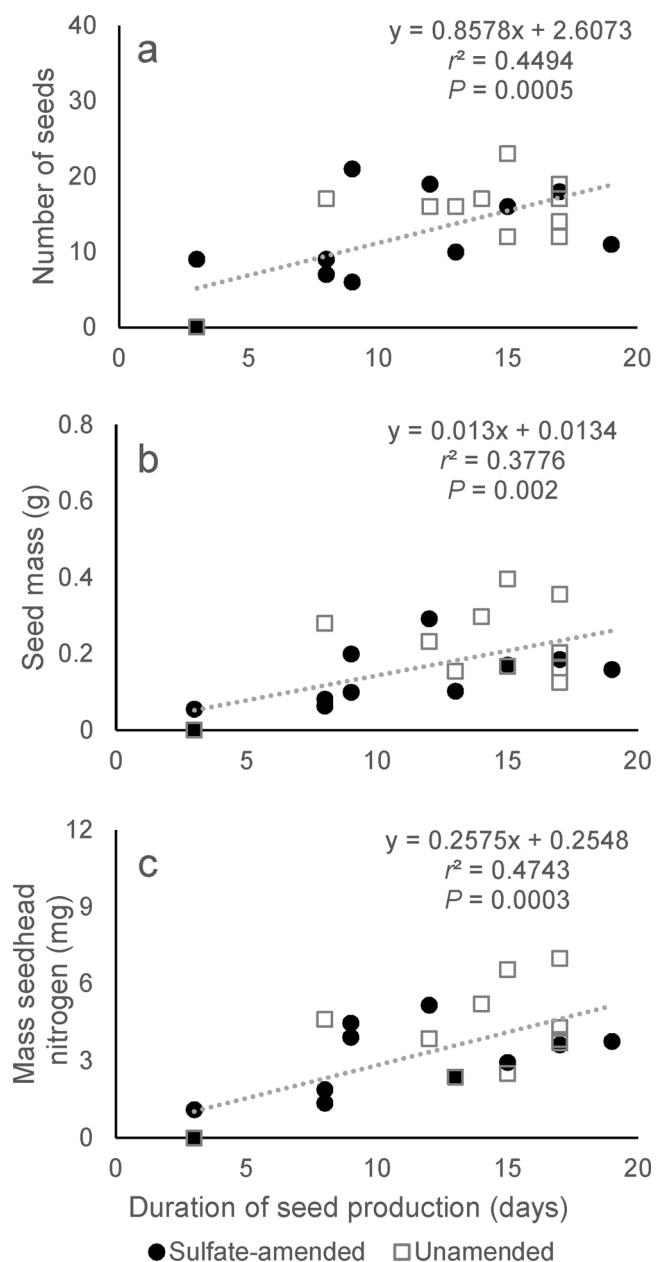 a
y = 0.8578x + 2.6073
r² = 0.4494
P = 0.0005
Number of seeds
40
30
20
10
0
0 5 10 15 20
b
y = 0.013x + 0.0134
r² = 0.3776
P = 0.002
Seed mass (g)
0.8
0.6
0.4
0.2
0
0 5 10 15 20
c
y = 0.2575x + 0.2548
r² = 0.4743
P = 0.0003
Mass seedhead
nitrogen (mg)
12
9
6
3
0
0 5 10 15 20
Duration of seed production (days)
Sulfate-amended Unamended